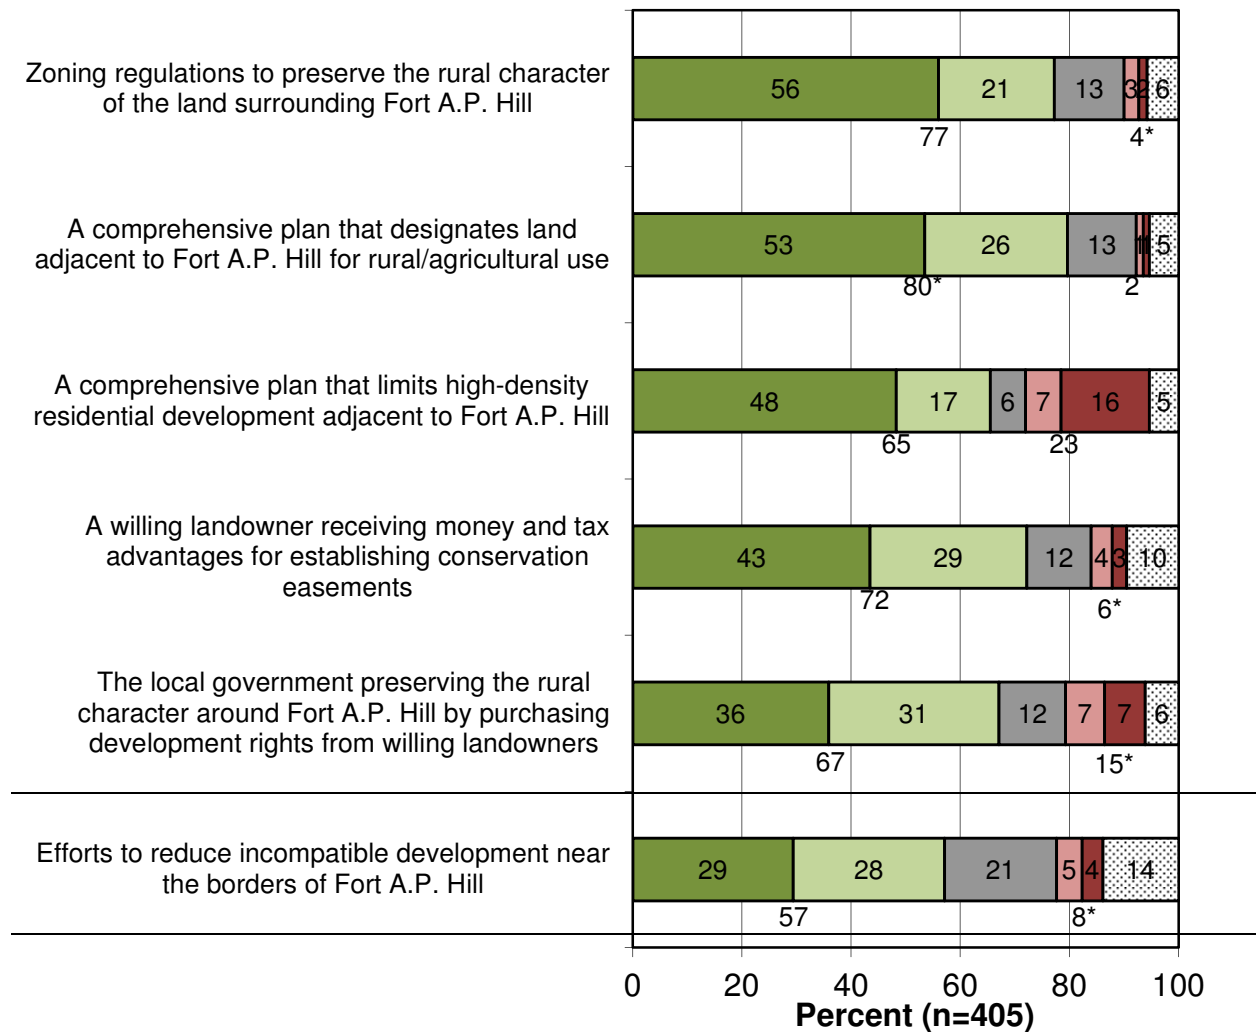 Zoning regulations to preserve the rural character
of the land surrounding Fort A.P. Hill
56 21 13 3 2 6
77 4*
A comprehensive plan that designates land
adjacent to Fort A.P. Hill for rural/agricultural use
53 26 13 1 1 5
80* 2
A comprehensive plan that limits high-density
residential development adjacent to Fort A.P. Hill
48 17 6 7 16 5
65 23
A willing landowner receiving money and tax
advantages for establishing conservation
easements
43 29 12 4 3 10
72 6*
The local government preserving the rural
character around Fort A.P. Hill by purchasing
development rights from willing landowners
36 31 12 7 7 6
67 15*
Efforts to reduce incompatible development near
the borders of Fort A.P. Hill
29 28 21 5 4 14
57 8*
0 20 40 60 80 100
Percent (n=405)